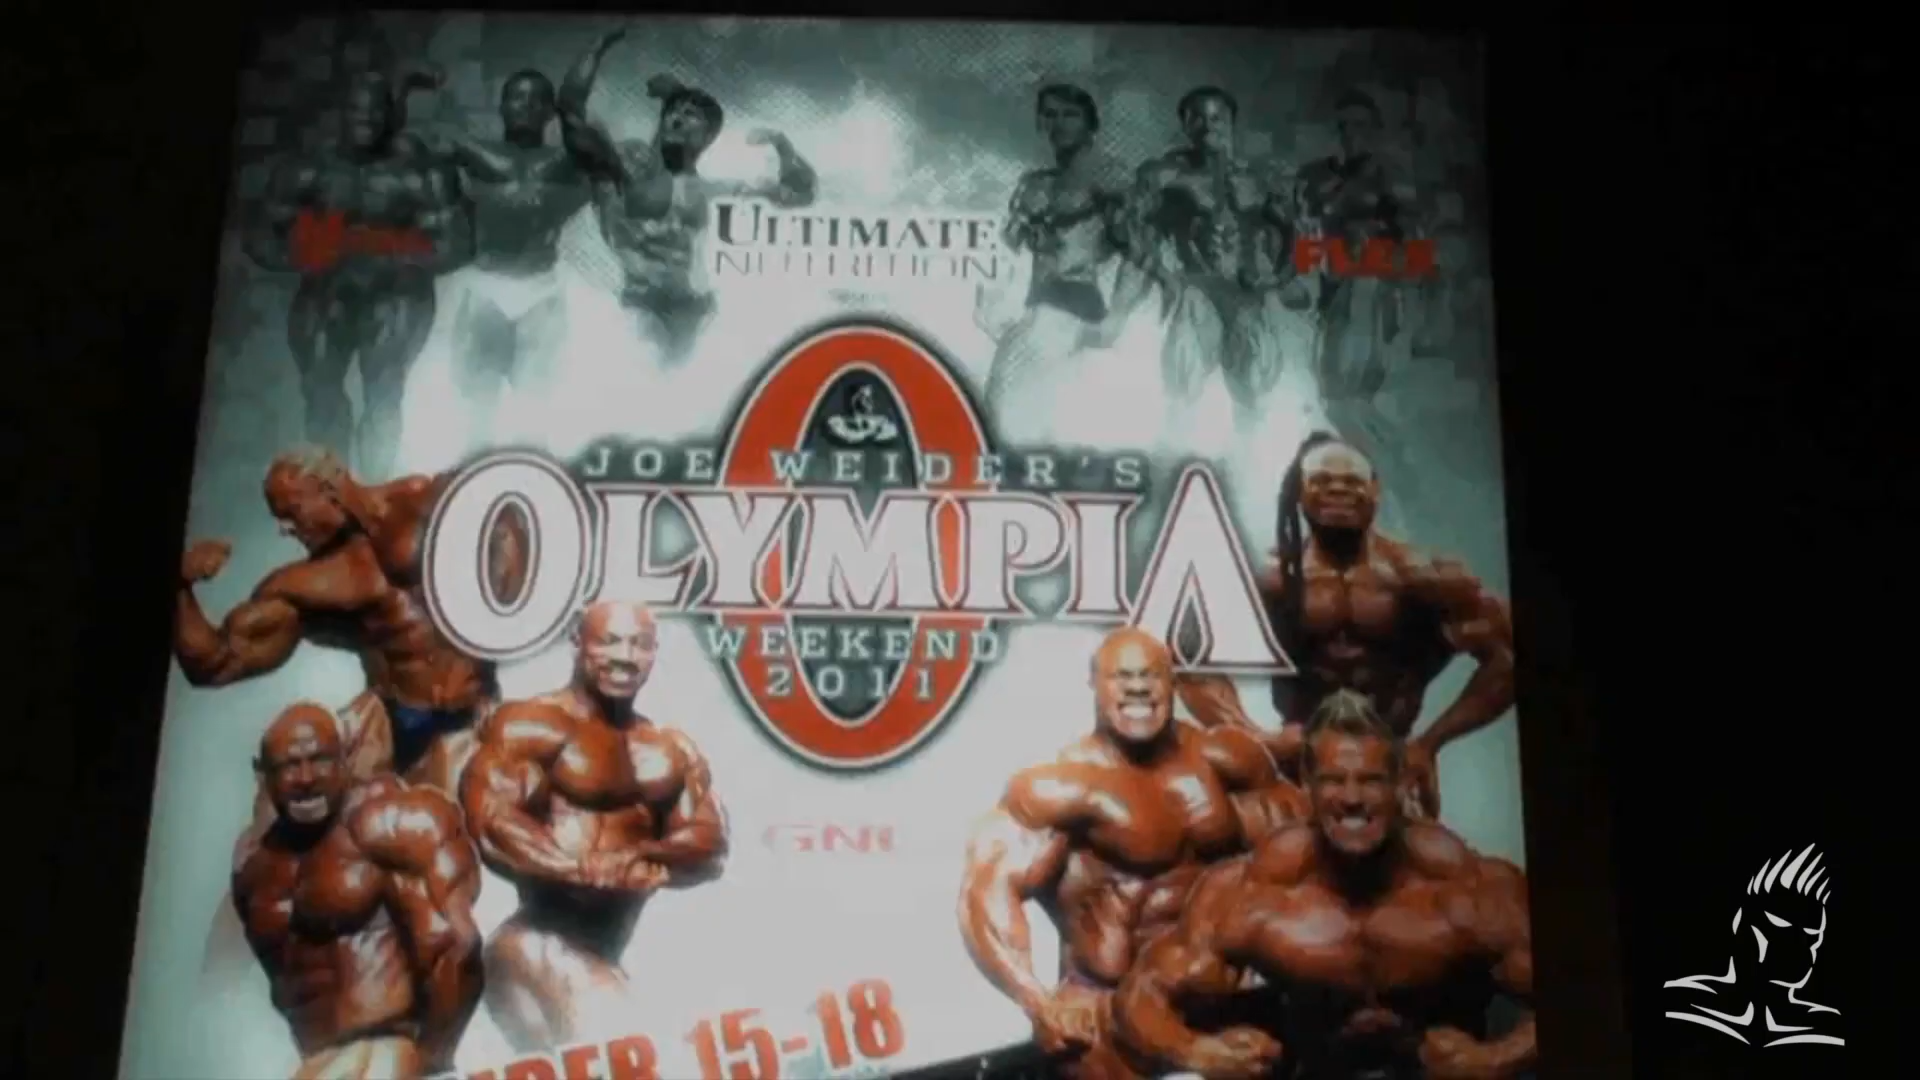 ULTIMATE
NUTRITION
FLEX
JOE WEIDER'S
OLYMPIA
WEEKEND
2011
GNC
15-18